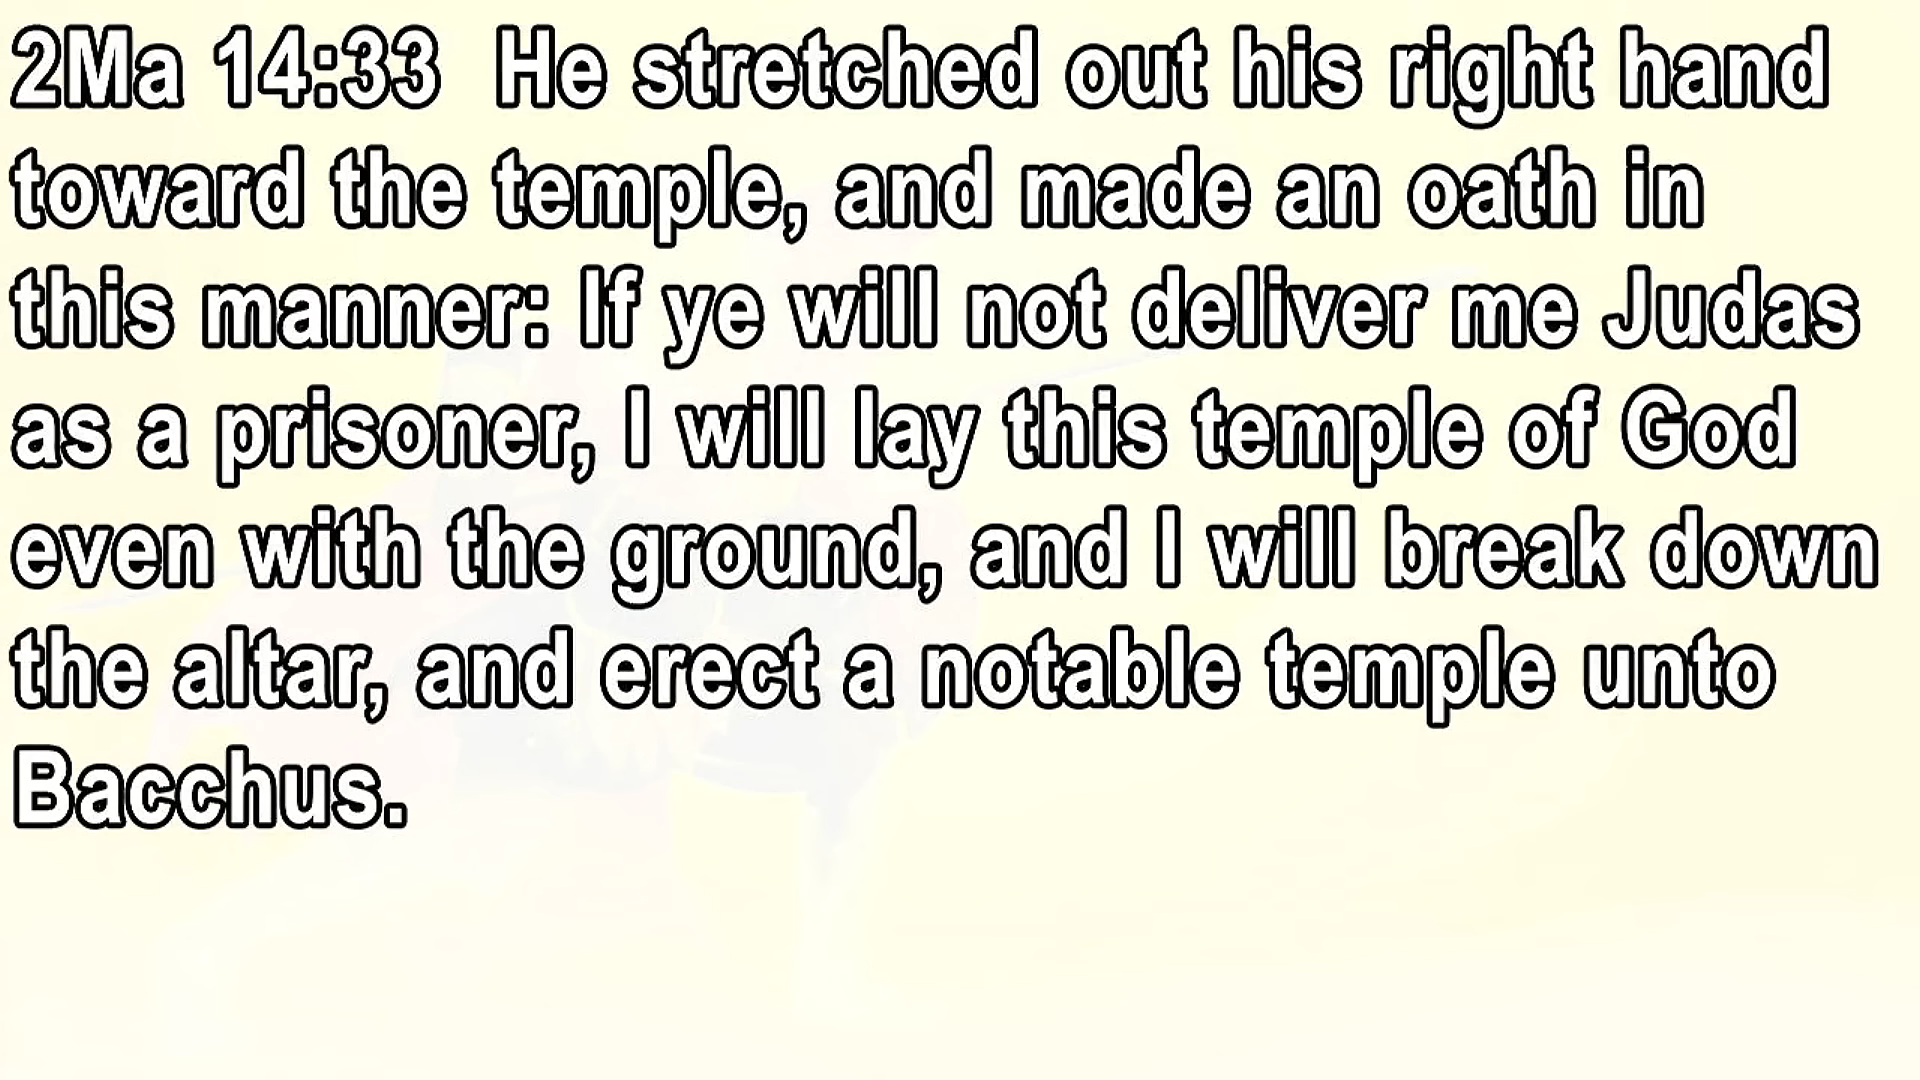 2Ma 14:33  He stretched out his right hand
toward the temple, and made an oath in
this manner: If ye will not deliver me Judas
as a prisoner, I will lay this temple of God
even with the ground, and I will break down
the altar, and erect a notable temple unto
Bacchus.